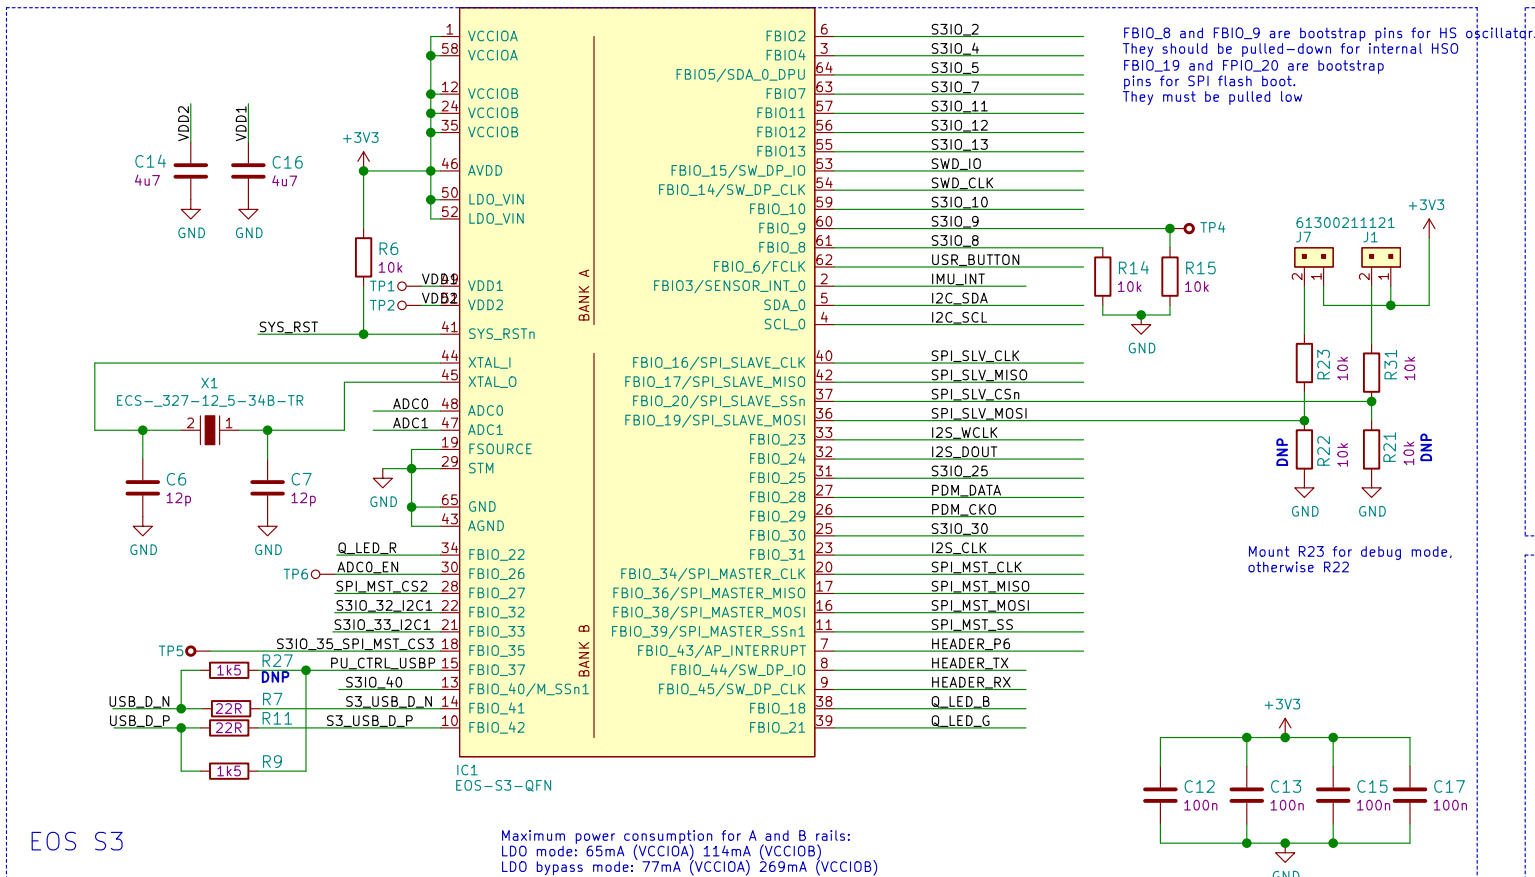 FBIO_8 and FBIO_9 are bootstrap pins for HS oscillator.
They should be pulled-down for internal HSO
FBIO_19 and FPIO_20 are bootstrap
pins for SPI flash boot.
They must be pulled low
1 VCCIOA
58 VCCIOA
12 VCCIOB
24 VCCIOB
35 VCCIOB
46 AVDD
50 LDO_VIN
52 LDO_VIN
VDD2
VDD1
C14
4u7
GND
C16
4u7
GND
+3V3
R6
10k
TP1 VDD1 49 VDD1
TP2 VDD2 51 VDD2
SYS_RST 41 SYS_RSTn
44 XTAL_I
45 XTAL_O
X1
ECS-_327-12_5-34B-TR
2 1
C6
12p
GND
C7
12p
GND
ADC0 48 ADC0
ADC1 47 ADC1
19 FSOURCE
29 STM
GND
65 GND
43 AGND
Q_LED_R 34 FBIO_22
TP6 ADC0_EN 30 FBIO_26
SPI_MST_CS2 28 FBIO_27
S3IO_32_I2C1 22 FBIO_32
S3IO_33_I2C1 21 FBIO_33
TP5 S3IO_35_SPI_MST_CS3 18 FBIO_35
1k5 R27 PU_CTRL_USBP 15 FBIO_37
DNP
S3IO_40 13 FBIO_40/M_SSn1
USB_D_N 22R R7 S3_USB_D_N 14 FBIO_41
USB_D_P 22R R11 S3_USB_D_P 10 FBIO_42
1k5 R9
BANK A
BANK B
FBIO2 6 S3IO_2
FBIO4 3 S3IO_4
FBIO5/SDA_0_DPU 64 S3IO_5
FBIO7 63 S3IO_7
FBIO11 57 S3IO_11
FBIO12 56 S3IO_12
FBIO13 55 S3IO_13
FBIO_15/SW_DP_IO 53 SWD_IO
FBIO_14/SW_DP_CLK 54 SWD_CLK
FBIO_10 59 S3IO_10
FBIO_9 60 S3IO_9 TP4
FBIO_8 61 S3IO_8
FBIO_6/FCLK 62 USR_BUTTON
FBIO3/SENSOR_INT_0 2 IMU_INT
SDA_0 5 I2C_SDA
SCL_0 4 I2C_SCL
FBIO_16/SPI_SLAVE_CLK 40 SPI_SLV_CLK
FBIO_17/SPI_SLAVE_MISO 42 SPI_SLV_MISO
FBIO_20/SPI_SLAVE_SSn 37 SPI_SLV_CSn
FBIO_19/SPI_SLAVE_MOSI 36 SPI_SLV_MOSI
FBIO_23 33 I2S_WCLK
FBIO_24 32 I2S_DOUT
FBIO_25 31 S3IO_25
FBIO_28 27 PDM_DATA
FBIO_29 26 PDM_CKO
FBIO_30 25 S3IO_30
FBIO_31 23 I2S_CLK
FBIO_34/SPI_MASTER_CLK 20 SPI_MST_CLK
FBIO_36/SPI_MASTER_MISO 17 SPI_MST_MISO
FBIO_38/SPI_MASTER_MOSI 16 SPI_MST_MOSI
FBIO_39/SPI_MASTER_SSn1 11 SPI_MST_SS
FBIO_43/AP_INTERRUPT 7 HEADER_P6
FBIO_44/SW_DP_IO 8 HEADER_TX
FBIO_45/SW_DP_CLK 9 HEADER_RX
FBIO_18 38 Q_LED_B
FBIO_21 39 Q_LED_G
R14
10k
R15
10k
GND
+3V3
61300211121
J7 J1
2 1 2 1
R23 10k
R31 10k
DNP R22 10k
R21 10k DNP
GND GND
Mount R23 for debug mode,
otherwise R22
+3V3
C12
100n
C13
100n
C15
100n
C17
100n
GND
IC1
EOS-S3-QFN
EOS S3
Maximum power consumption for A and B rails:
LDO mode: 65mA (VCCIOA) 114mA (VCCIOB)
LDO bypass mode: 77mA (VCCIOA) 269mA (VCCIOB)